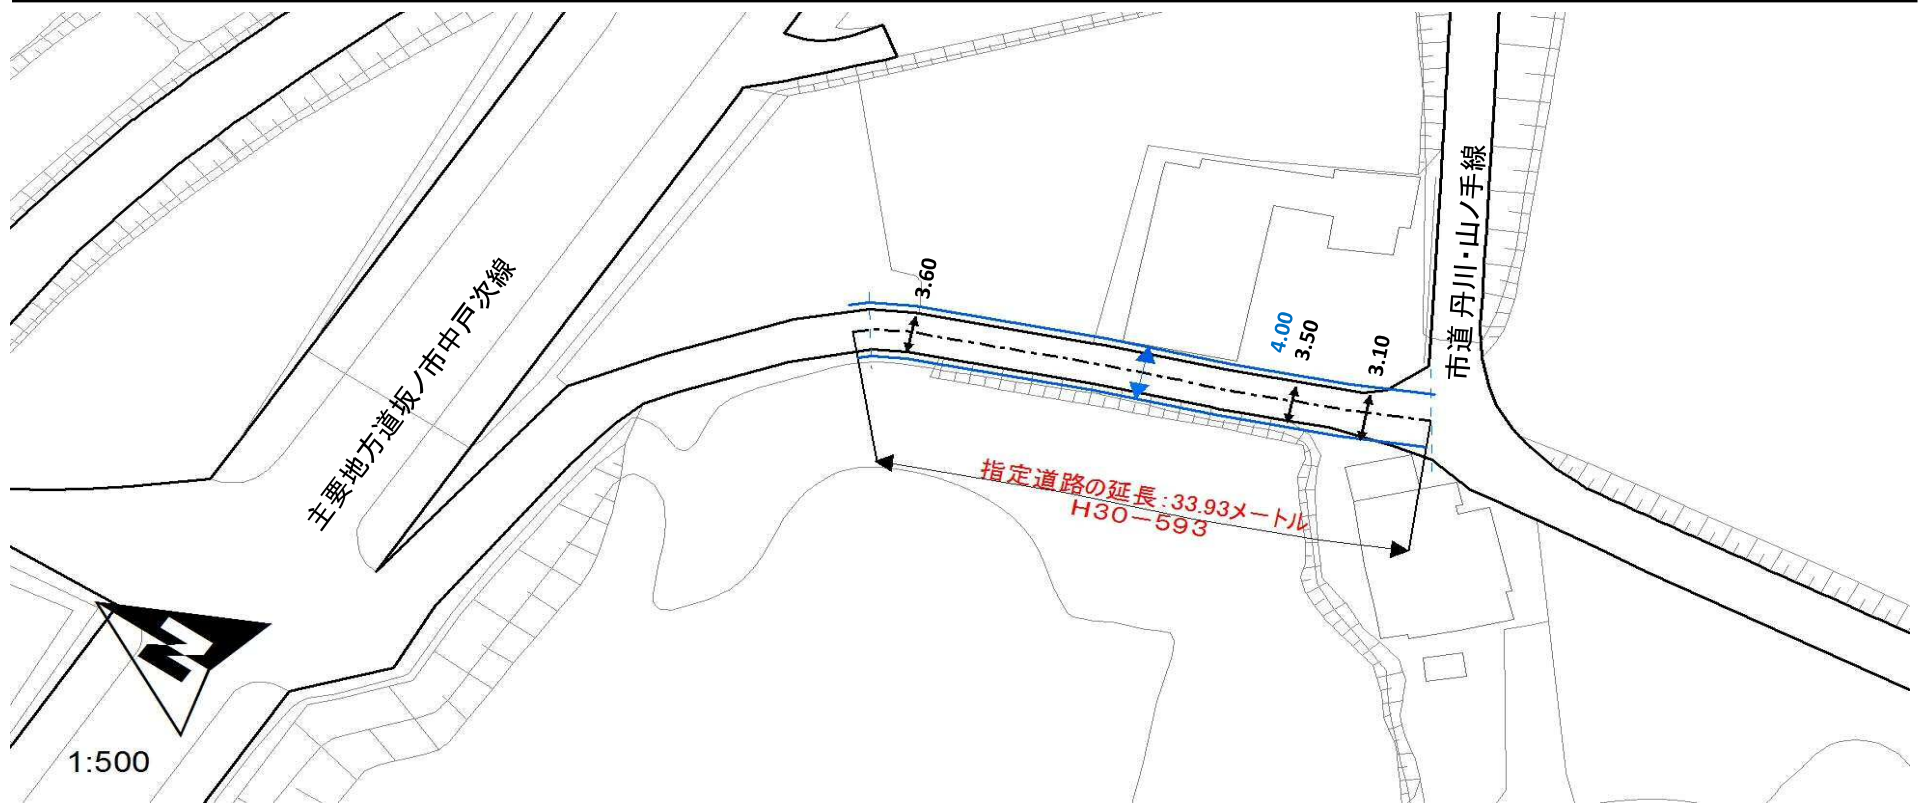 市道 丹川・山ノ手線
主要地方道坂ノ市中戸次線
3.60
4.00
3.50
3.10
指定道路の延長:33.93メートル
H30-593
N
1:500